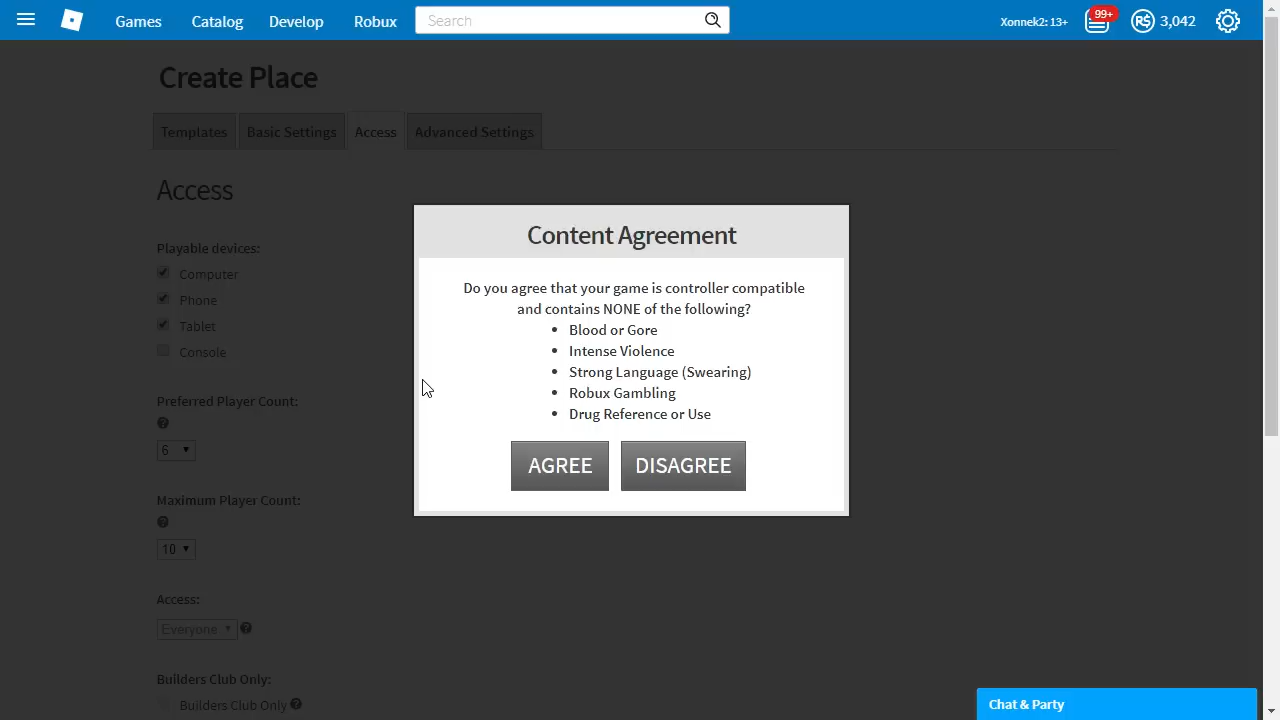 Games Catalog Develop Robux Search Xonnek2: 13+ 99+ R$ 3,042
Create Place
Templates Basic Settings Access Advanced Settings
Access
Playable devices:
Computer
Phone
Tablet
Console
Preferred Player Count:
?
6
Maximum Player Count:
?
10
Access:
Everyone ?
Builders Club Only:
Builders Club Only ?
Content Agreement
Do you agree that your game is controller compatible
and contains NONE of the following?
• Blood or Gore
• Intense Violence
• Strong Language (Swearing)
• Robux Gambling
• Drug Reference or Use
AGREE DISAGREE
Chat & Party